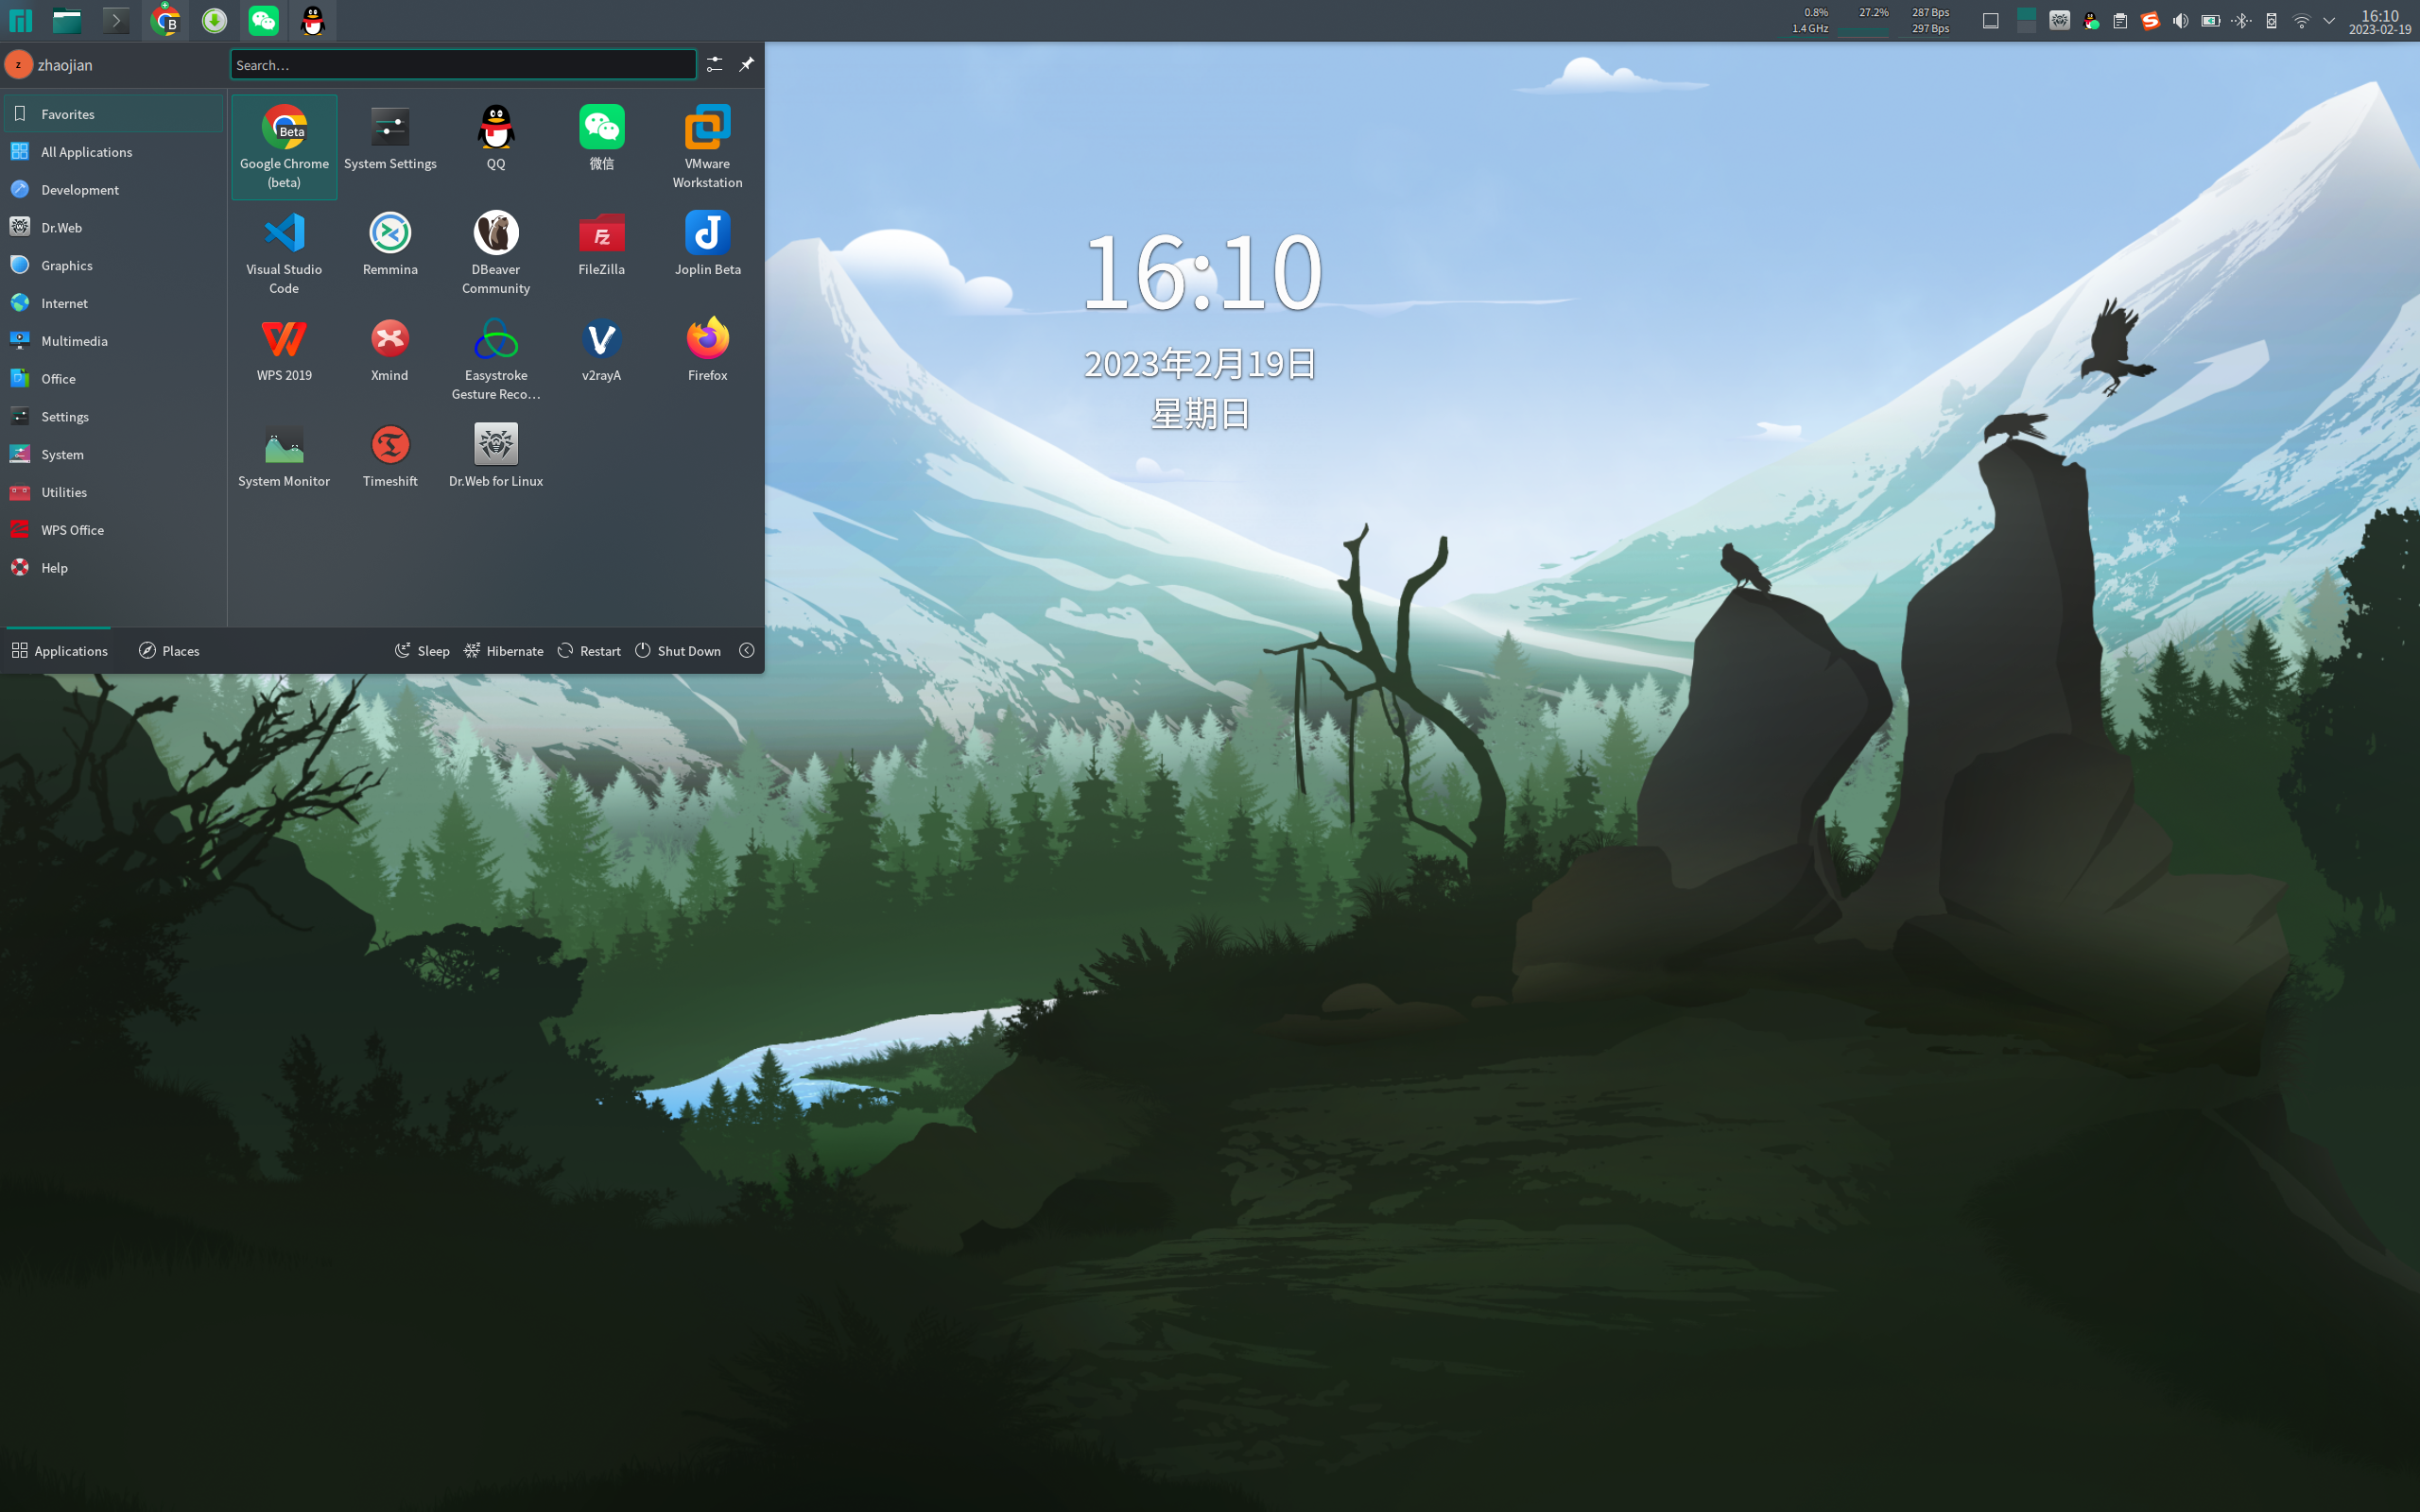 0.8%
27.2%
287 Bps
1.4 GHz
297 Bps
16:10
2023-02-19
z
zhaojian
Search...
Favorites
All Applications
Development
Dr.Web
Graphics
Internet
Multimedia
Office
Settings
System
Utilities
WPS Office
Help
Beta
Google Chrome
(beta)
System Settings
QQ
微信
VMware
Workstation
Visual Studio
Code
Remmina
DBeaver
Community
Fz
FileZilla
J
Joplin Beta
WPS 2019
Xmind
Easystroke
Gesture Reco...
v2rayA
Firefox
System Monitor
Timeshift
Dr.Web for Linux
Applications
Places
Sleep
Hibernate
Restart
Shut Down
16:10
2023年2月19日
星期日